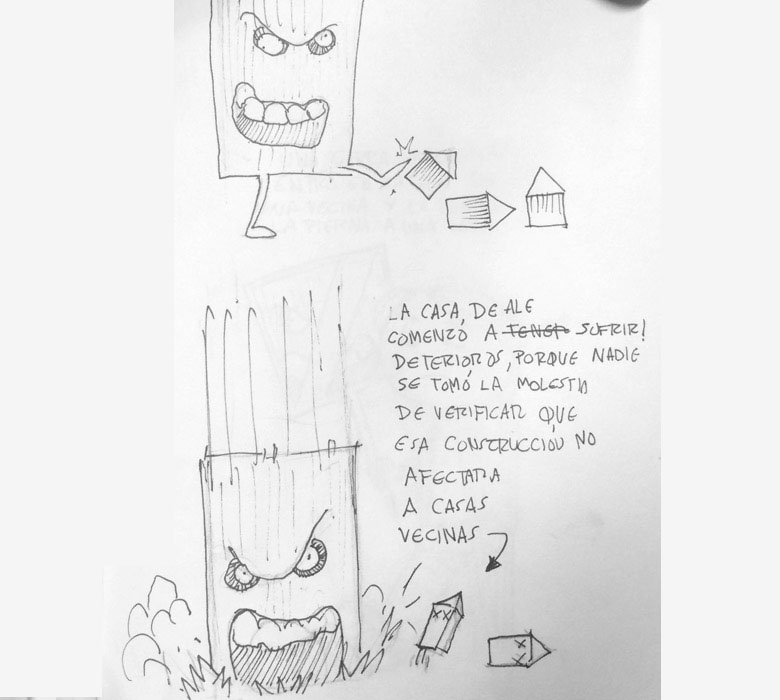 LA CASA, DE ALE
COMENZÓ A TENER SUFRIR!
DETERIOROS, PORQUE NADIE
SE TOMÓ LA MOLESTIA
DE VERIFICAR QUE
ESA CONSTRUCCIÓN NO
AFECTARA
A CASAS
VECINAS